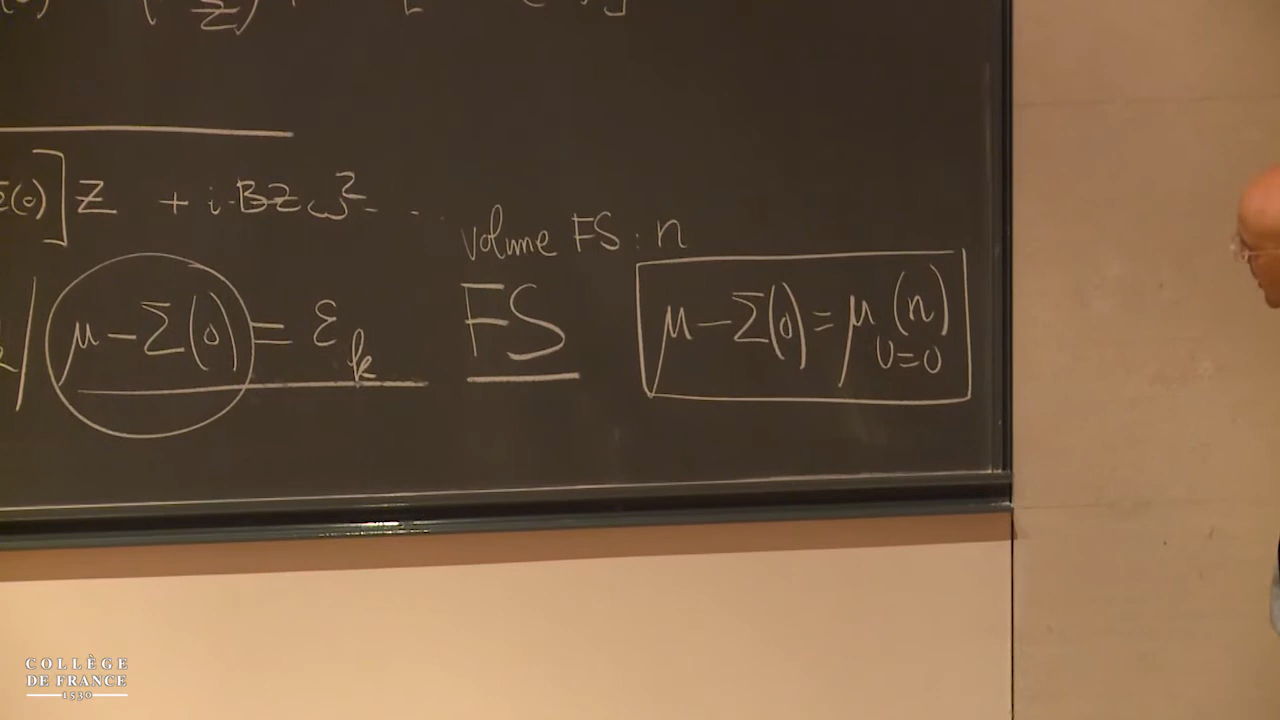 Σ(0)] Z + i·BZω² - ...
volume FS : n
μ-Σ(0) = ε_k FS μ-Σ(0) = μ_{U=0}(n)
COLLÈGE
DE FRANCE
1530